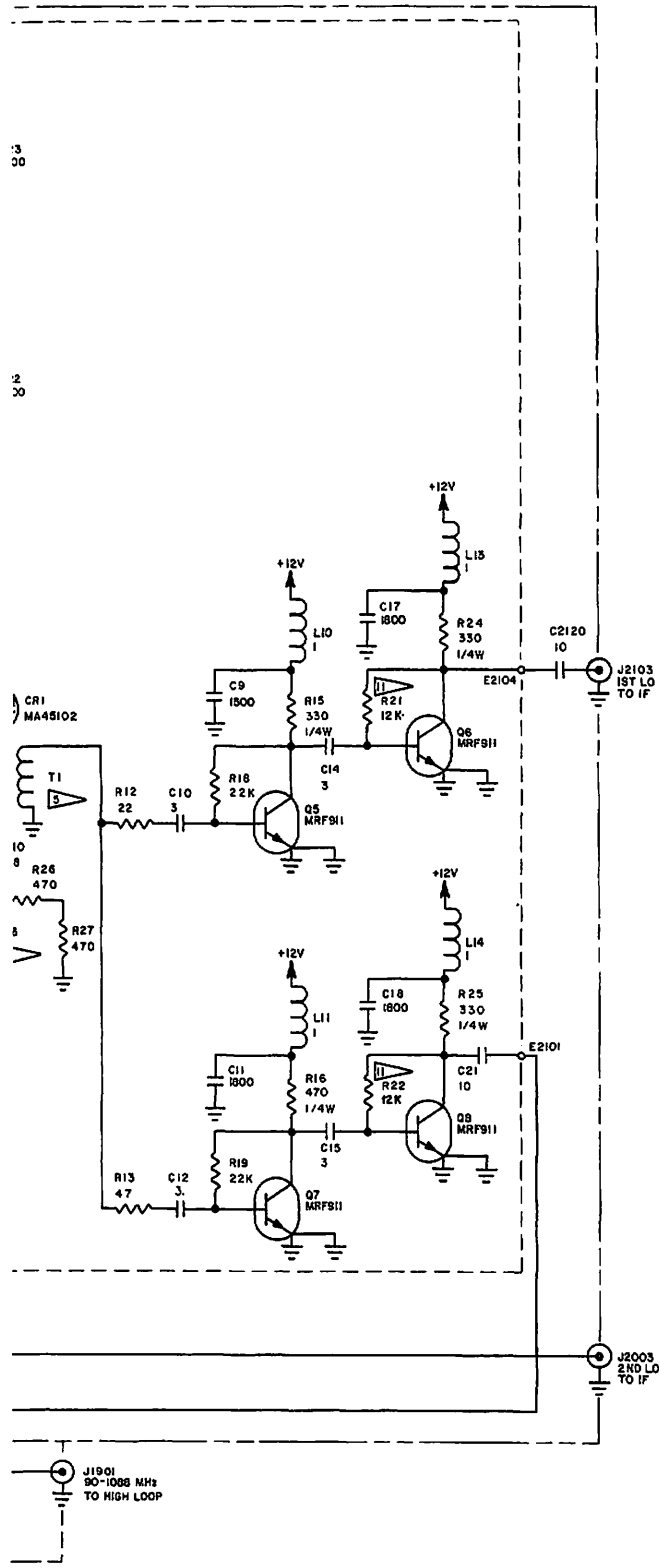 +12V
L13
1
C17
1800
R24
330
1/4W
C2120
10
E2104
J2103
1ST LO
TO IF
+12V
L10
1
C9
1800
R15
330
1/4W
11
R21
12K
Q6
MRF911
CR1
MA45102
T1
5
R12
22
C10
3
R18
22K
C14
3
Q5
MRF911
10
8
R26
470
8
R27
470
+12V
L14
1
C18
1800
R25
330
1/4W
E2101
C21
10
+12V
L11
1
C11
1800
R16
470
1/4W
11
R22
12K
Q8
MRF911
R13
47
C12
3.
R19
22K
C15
3
Q7
MRF911
J2003
2ND LO
TO IF
J1901
90-1088 MHz
TO HIGH LOOP